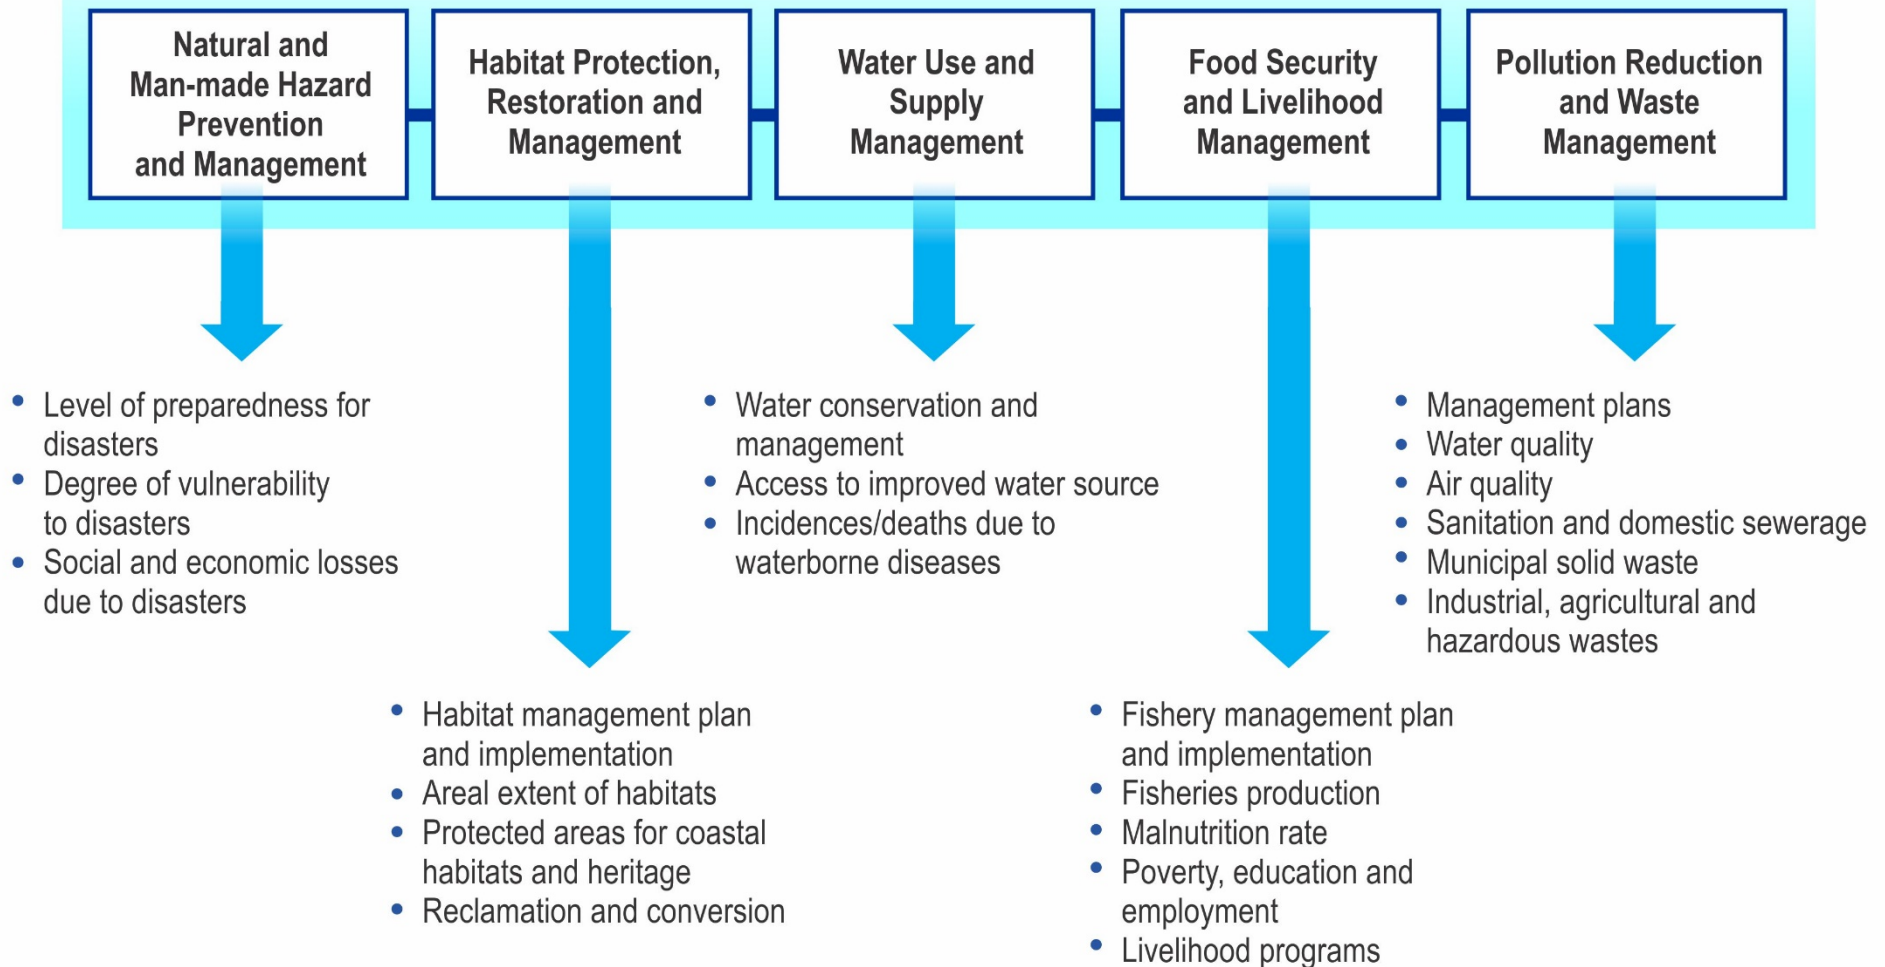 Natural and
Man-made Hazard
Prevention
and Management
Habitat Protection,
Restoration and
Management
Water Use and
Supply
Management
Food Security
and Livelihood
Management
Pollution Reduction
and Waste
Management
• Level of preparedness for
disasters
• Degree of vulnerability
to disasters
• Social and economic losses
due to disasters
• Habitat management plan
and implementation
• Areal extent of habitats
• Protected areas for coastal
habitats and heritage
• Reclamation and conversion
• Water conservation and
management
• Access to improved water source
• Incidences/deaths due to
waterborne diseases
• Fishery management plan
and implementation
• Fisheries production
• Malnutrition rate
• Poverty, education and
employment
• Livelihood programs
• Management plans
• Water quality
• Air quality
• Sanitation and domestic sewerage
• Municipal solid waste
• Industrial, agricultural and
hazardous wastes